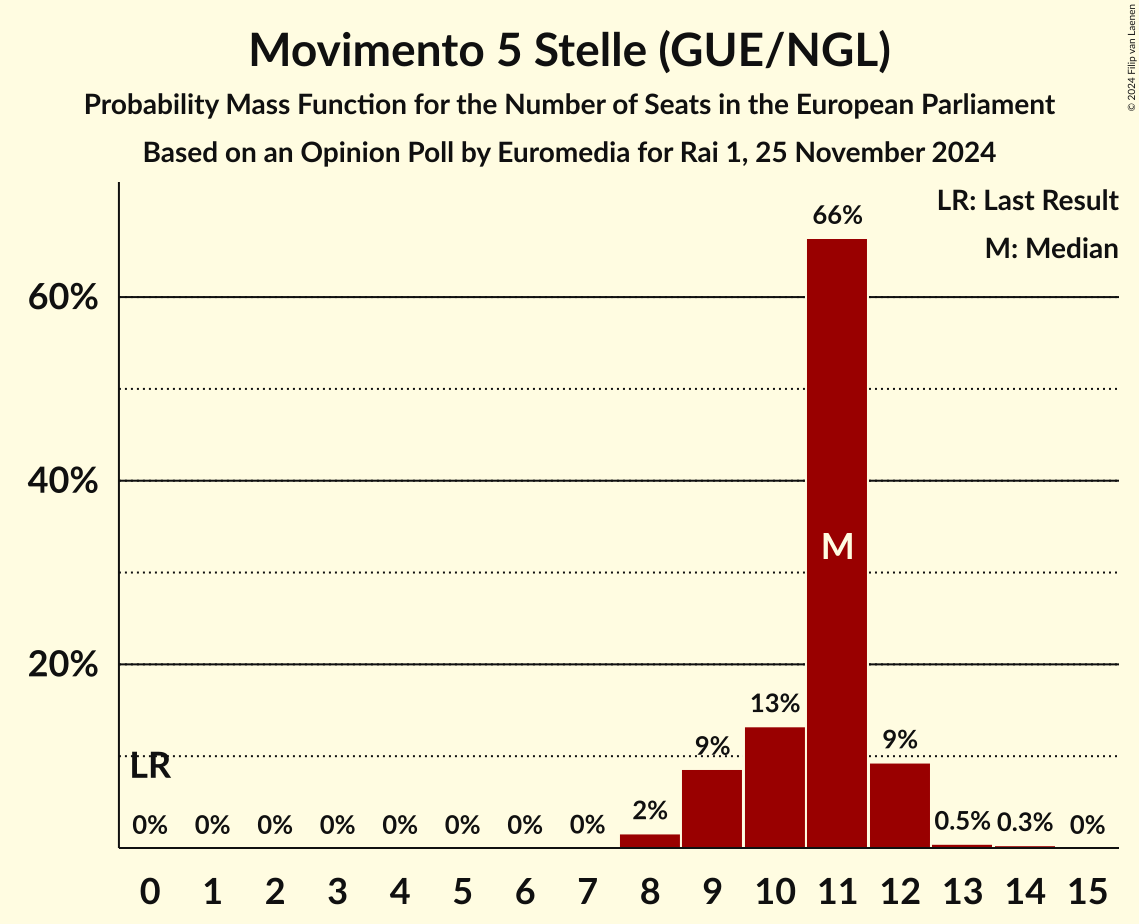 Movimento 5 Stelle (GUE/NGL)
Probability Mass Function for the Number of Seats in the European Parliament
Based on an Opinion Poll by Euromedia for Rai 1, 25 November 2024
© 2024 Filip van Laenen
LR: Last Result
M: Median
66%
60%
40%
M
20%
13%
9% 9%
LR
2%
0% 0% 0% 0% 0% 0% 0% 0% 0.5% 0.3% 0%
0 1 2 3 4 5 6 7 8 9 10 11 12 13 14 15